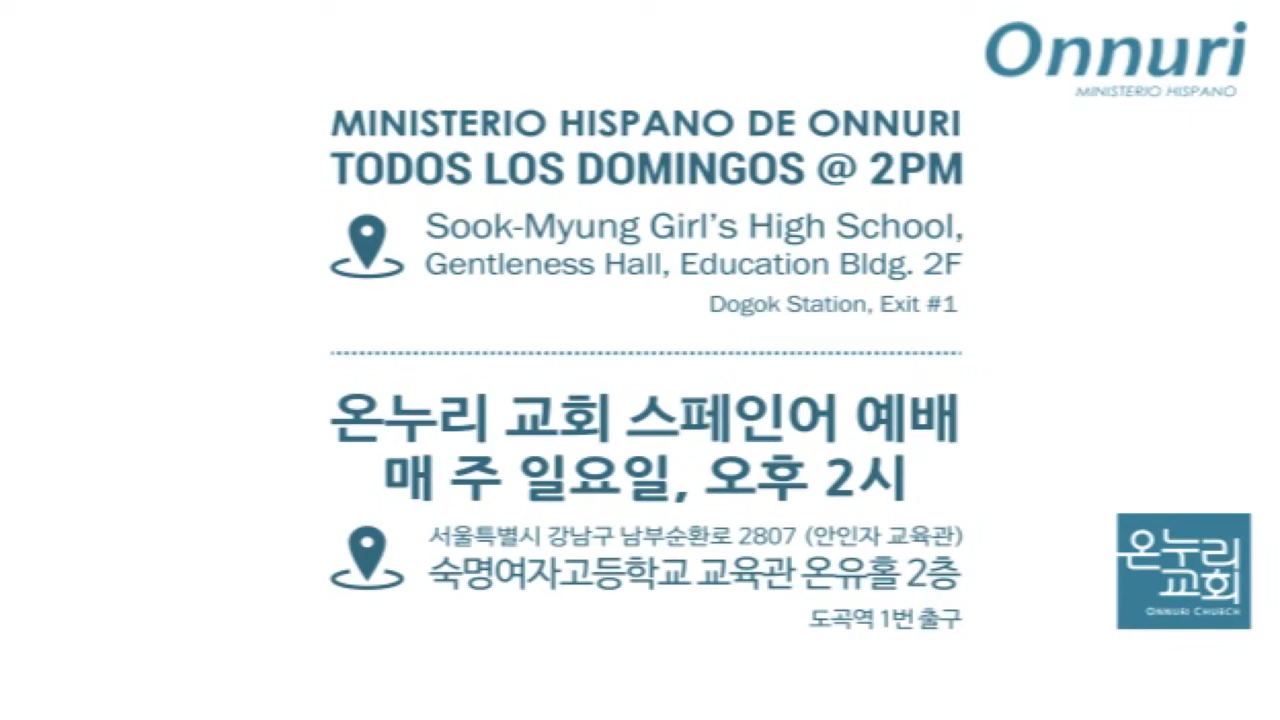 Onnuri
MINISTERIO HISPANO
MINISTERIO HISPANO DE ONNURI
TODOS LOS DOMINGOS @ 2PM
Sook-Myung Girl's High School,
Gentleness Hall, Education Bldg. 2F
Dogok Station, Exit #1
온누리 교회 스페인어 예배
매 주 일요일, 오후 2시
서울특별시 강남구 남부순환로 2807 (안인자 교육관)
숙명여자고등학교 교육관 온유홀 2층
도곡역 1번 출구
온누리
교회
ONNURI CHURCH